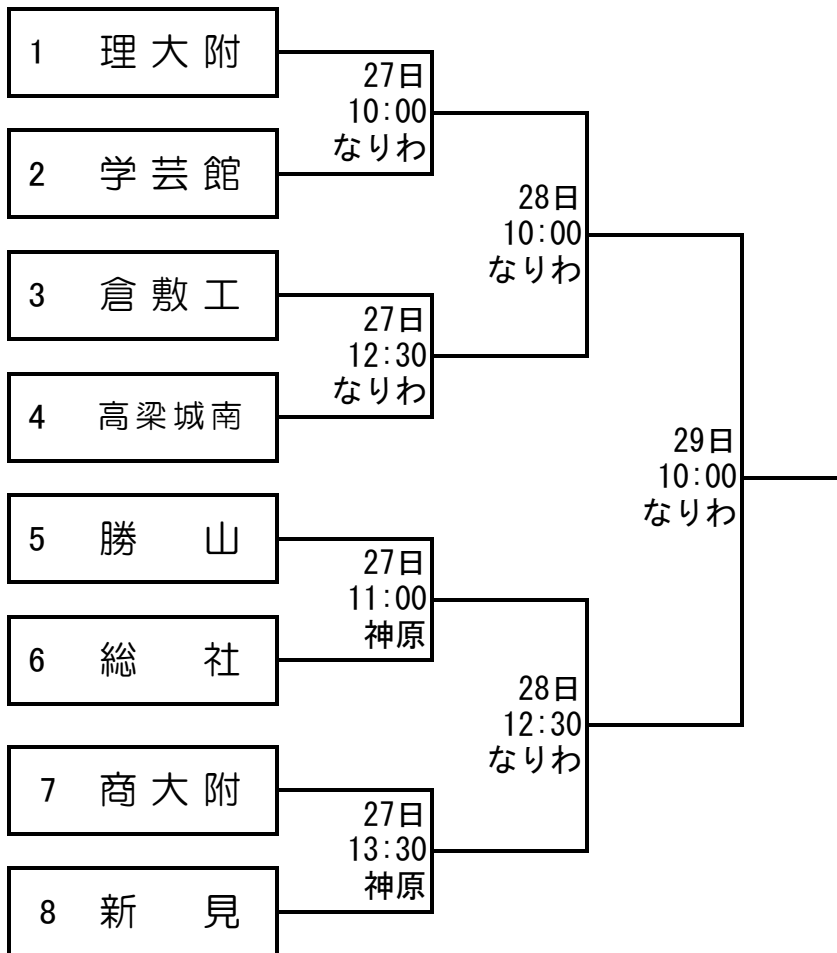 1 理大附
27日
10:00
なりわ
2 学芸館
28日
10:00
なりわ
3 倉敷工
27日
12:30
なりわ
4 高梁城南
29日
10:00
なりわ
5 勝山
27日
11:00
神原
6 総社
28日
12:30
なりわ
7 商大附
27日
13:30
神原
8 新見